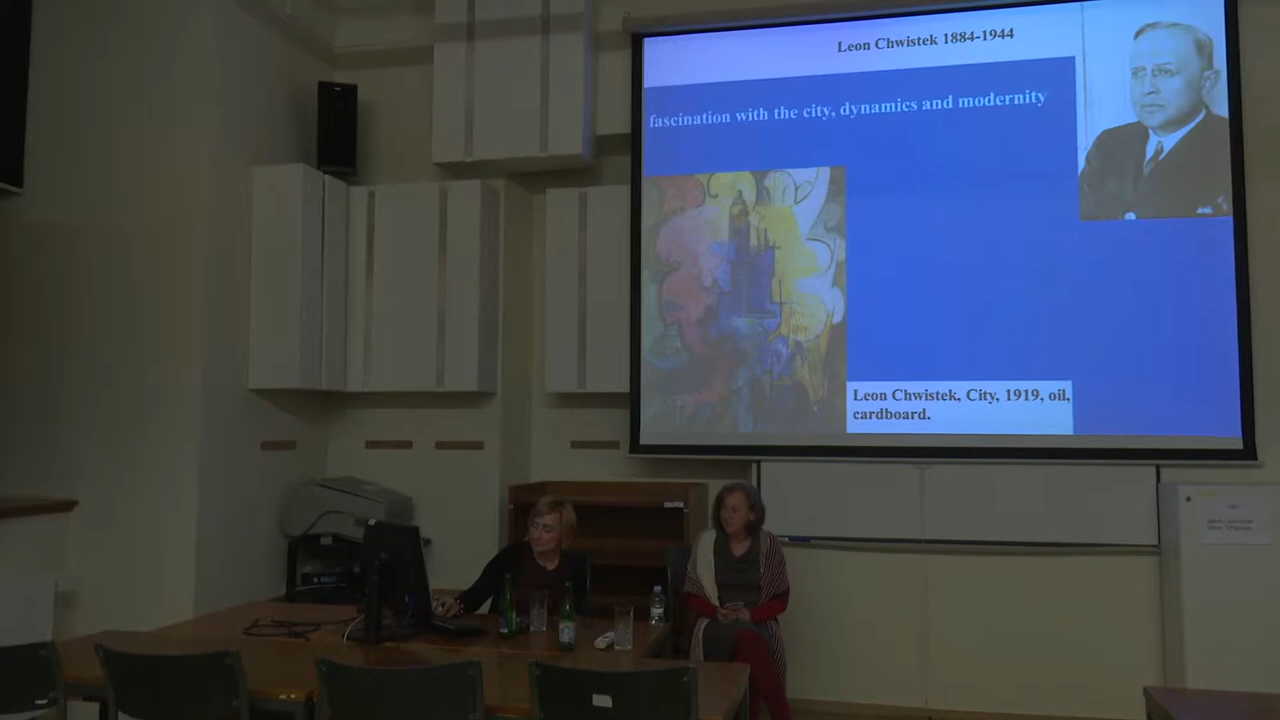 Leon Chwistek 1884-1944
fascination with the city, dynamics and modernity
Leon Chwistek, City, 1919, oil,
cardboard.